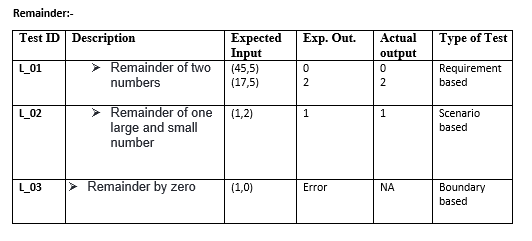 Remainder:-
Test ID Description Expected Input Exp. Out. Actual output Type of Test
L_01 ➢ Remainder of two numbers (45,5) 0 0 Requirement based
(17,5) 2 2
L_02 ➢ Remainder of one large and small number (1,2) 1 1 Scenario based
L_03 ➢ Remainder by zero (1,0) Error NA Boundary based